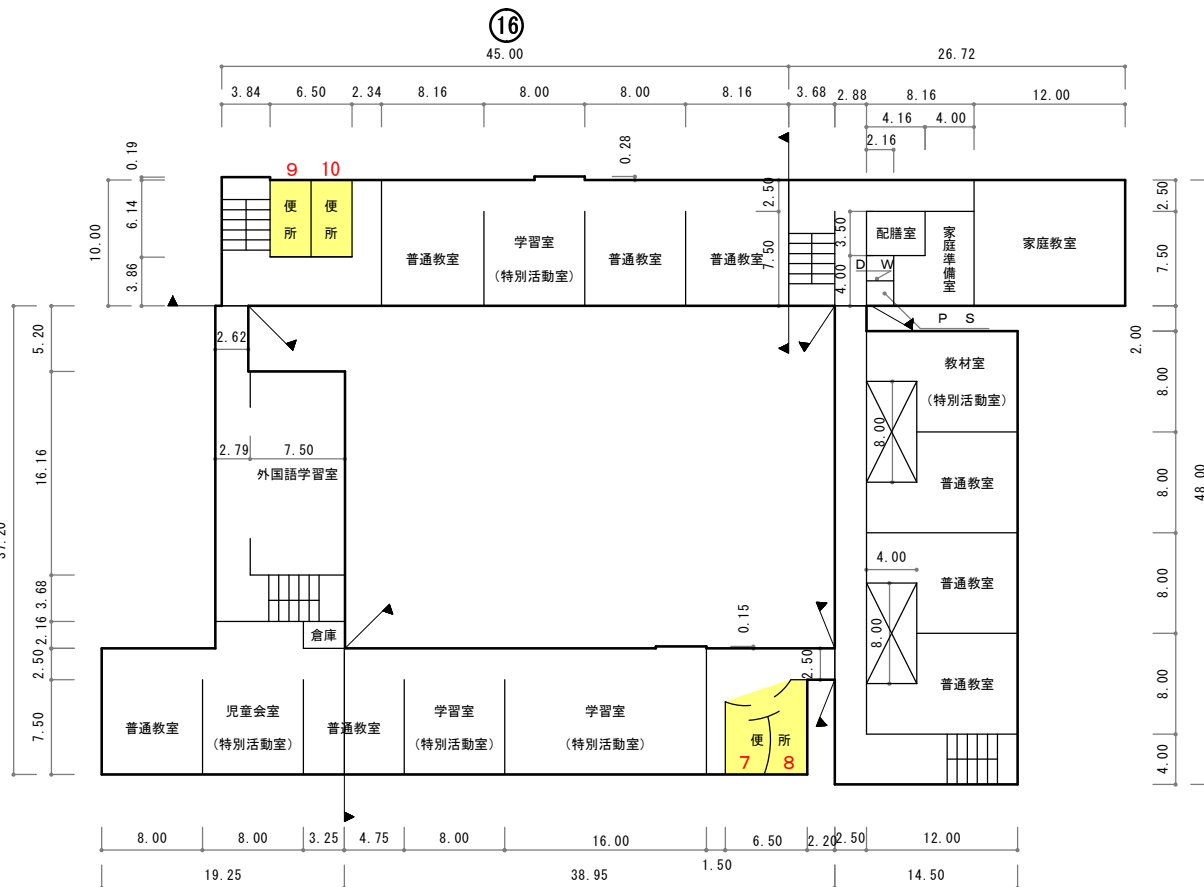 ⑯
45.00 26.72
3.84 6.50 2.34 8.16 8.00 8.00 8.16 3.68 2.88 8.16 12.00
4.16 4.00
2.16
0.19
0.28
9 10
10.00
6.14
3.86
便所
便所
普通教室
学習室
(特別活動室)
普通教室
普通教室
2.50
7.50
3.50
4.00
配膳室
家庭準備室
家庭教室
D W
P S
2.50
7.50
2.00
5.20
2.62
16.16
2.79 7.50
外国語学習室
37.20
3.68
2.16
2.50
7.50
倉庫
0.15
2.50
教材室
(特別活動室)
8.00
普通教室
4.00
普通教室
8.00
普通教室
8.00
8.00
8.00
8.00
4.00
48.00
普通教室
児童会室
(特別活動室)
普通教室
学習室
(特別活動室)
学習室
(特別活動室)
便所
7 8
8.00 8.00 3.25 4.75 8.00 16.00 1.50 6.50 2.20 2.50 12.00
19.25 38.95 14.50